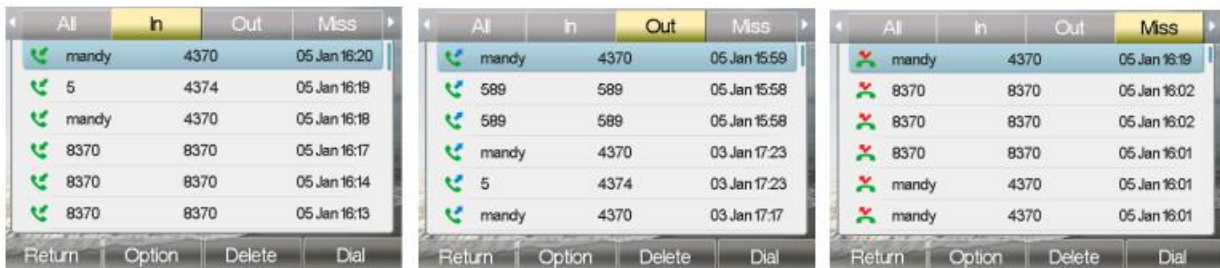 All In Out Miss
mandy 4370 05 Jan 16:20
5 4374 05 Jan 16:19
mandy 4370 05 Jan 16:18
8370 8370 05 Jan 16:17
8370 8370 05 Jan 16:14
8370 8370 05 Jan 16:13
Return Option Delete Dial
All In Out Miss
mandy 4370 05 Jan 15:59
589 589 05 Jan 15:58
589 589 05 Jan 15:58
mandy 4370 03 Jan 17:23
5 4374 03 Jan 17:23
mandy 4370 03 Jan 17:17
Return Option Delete Dial
All In Out Miss
mandy 4370 05 Jan 16:19
8370 8370 05 Jan 16:02
8370 8370 05 Jan 16:02
8370 8370 05 Jan 16:01
mandy 4370 05 Jan 16:01
mandy 4370 05 Jan 16:01
Return Option Delete Dial